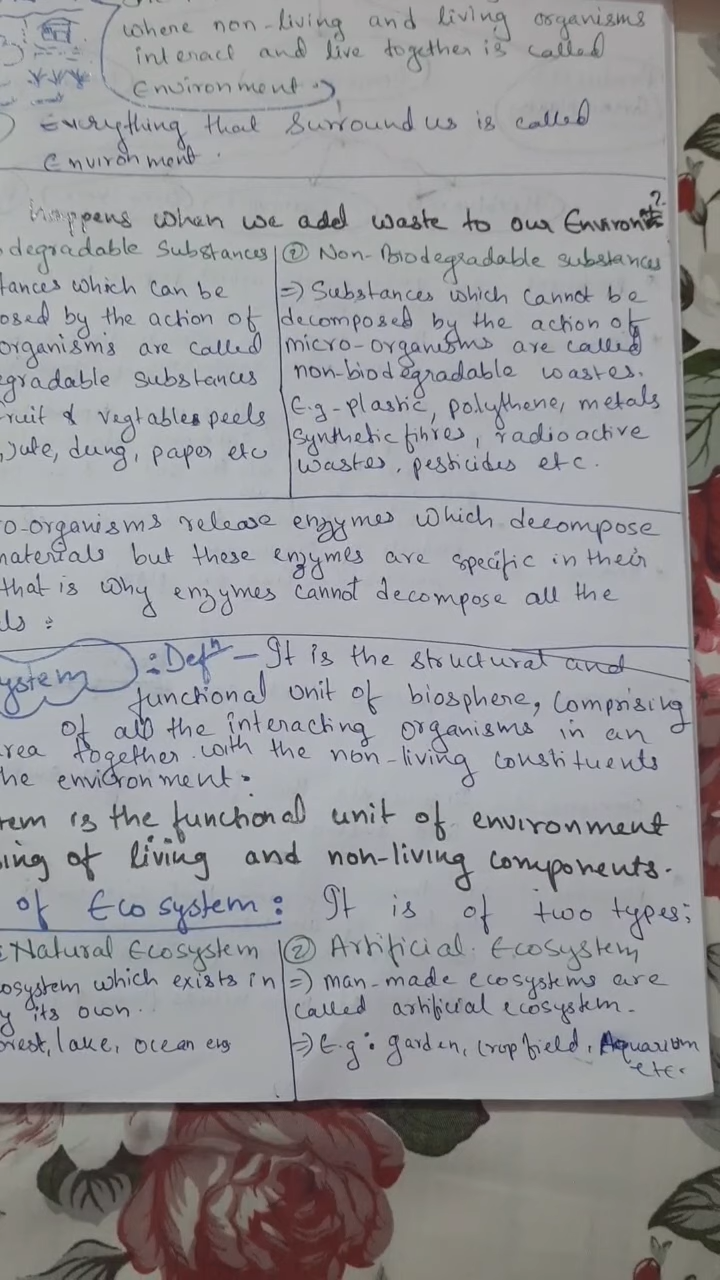 where non-living and living organisms
interact and live together is called
Environment.
Everything that surround us is called
Environment.
Happens when we add waste to our Environ
?
degradable Substances
tances which can be
osed by the action of
organisms are called
egradable substances
ruit & vegtables peels
, jute, dung, paper etc
② Non-Biodegradable substances
=) Substances which cannot be
decomposed by the action of
micro-organisms are called
non-biodegradable wastes.
E.g- plastic, polythene, metals
synthetic fibres, radioactive
wastes, pesticides etc.
o-organisms release enzymes which decompose
materials but these enzymes are specific in their
that is why enzymes cannot decompose all the
ls :
ystem : Defⁿ - It is the structural and
functional unit of biosphere, comprising
of all the interacting organisms in an
rea together with the non-living constituents
he environment.
tem is the functional unit of environment
ing of living and non-living components.
of Ecosystem: It is of two types;
Natural Ecosystem
osystem which exists in
y its own.
rest, lake, ocean
② Artificial Ecosystem
=) man-made ecosystems are
called artificial ecosystem.
=) E.g: garden, crop field, Aquarium
etc.